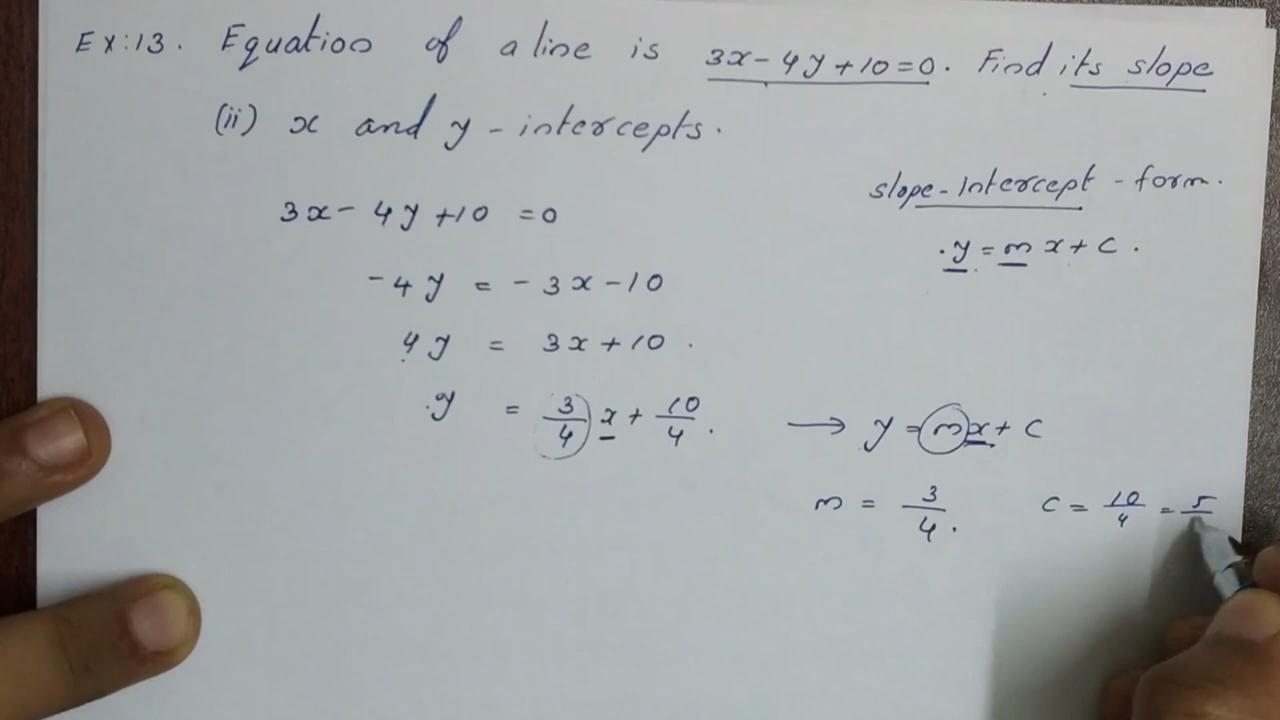 Ex:13. Equation of a line is 3x - 4y + 10 = 0. Find its slope
(ii) x and y - intercepts.
slope - intercept - form.
y = mx + c.
3x - 4y + 10 = 0
-4y = -3x - 10
4y = 3x + 10.
y = 3/4 x + 10/4. → y = mx + c
m = 3/4. c = 10/4 = 5/